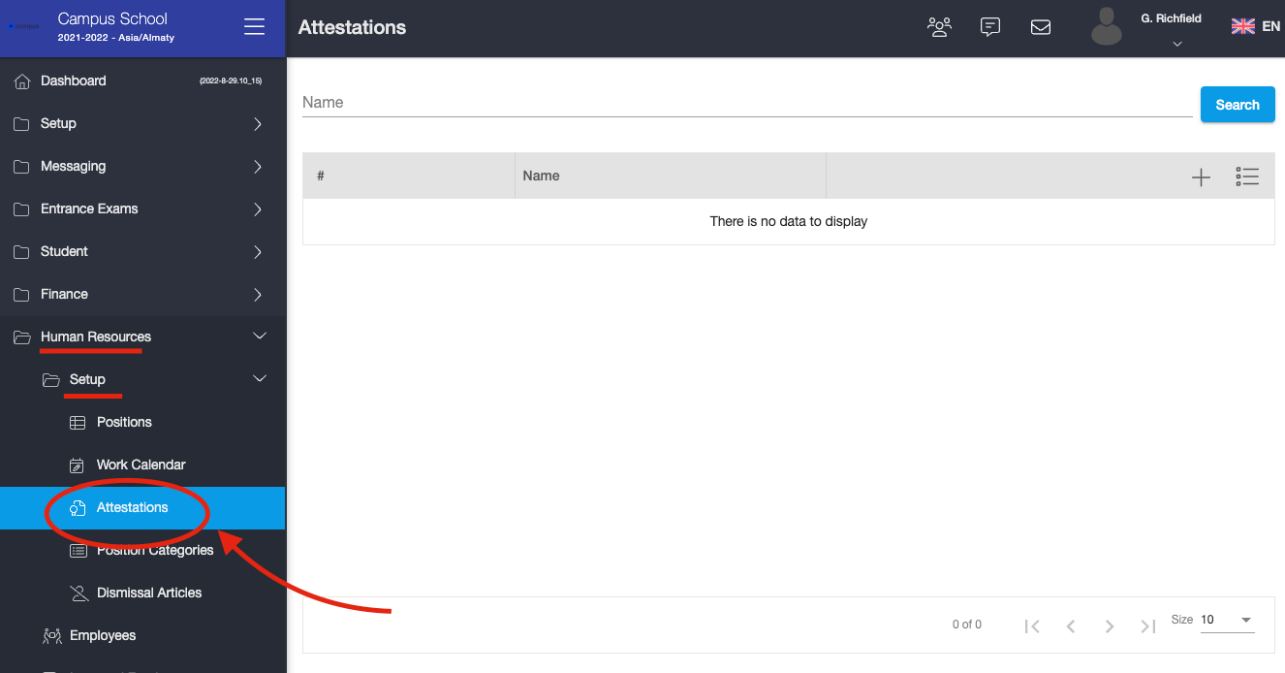 Campus School
2021-2022 - Asia/Almaty
Attestations
G. Richfield
EN
Dashboard
(2022-8-29.10_15)
Setup
Messaging
Entrance Exams
Student
Finance
Human Resources
Setup
Positions
Work Calendar
Attestations
Position Categories
Dismissal Articles
Employees
Name
Search
# Name
There is no data to display
0 of 0
Size 10